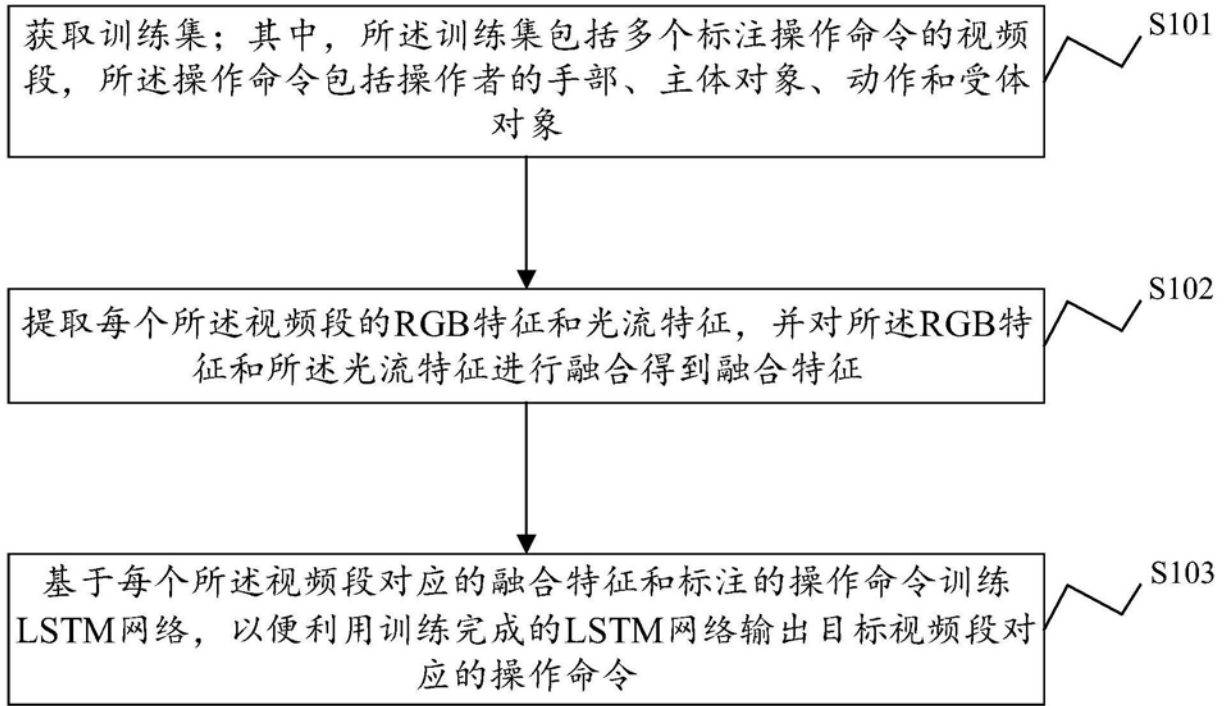 获取训练集；其中，所述训练集包括多个标注操作命令的视频
段，所述操作命令包括操作者的手部、主体对象、动作和受体
对象
S101
提取每个所述视频段的RGB特征和光流特征，并对所述RGB特
征和所述光流特征进行融合得到融合特征
S102
基于每个所述视频段对应的融合特征和标注的操作命令训练
LSTM网络，以便利用训练完成的LSTM网络输出目标视频段对
应的操作命令
S103